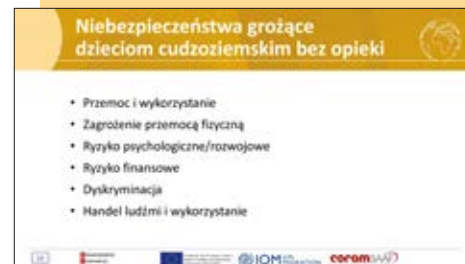 Niebezpieczeństwa grożące
dzieciom cudzoziemskim bez opieki
• Przemoc i wykorzystanie
• Zagrożenie przemocą fizyczną
• Ryzyko psychologiczne/rozwojowe
• Ryzyko finansowe
• Dyskryminacja
• Handel ludźmi i wykorzystanie
IOM coram